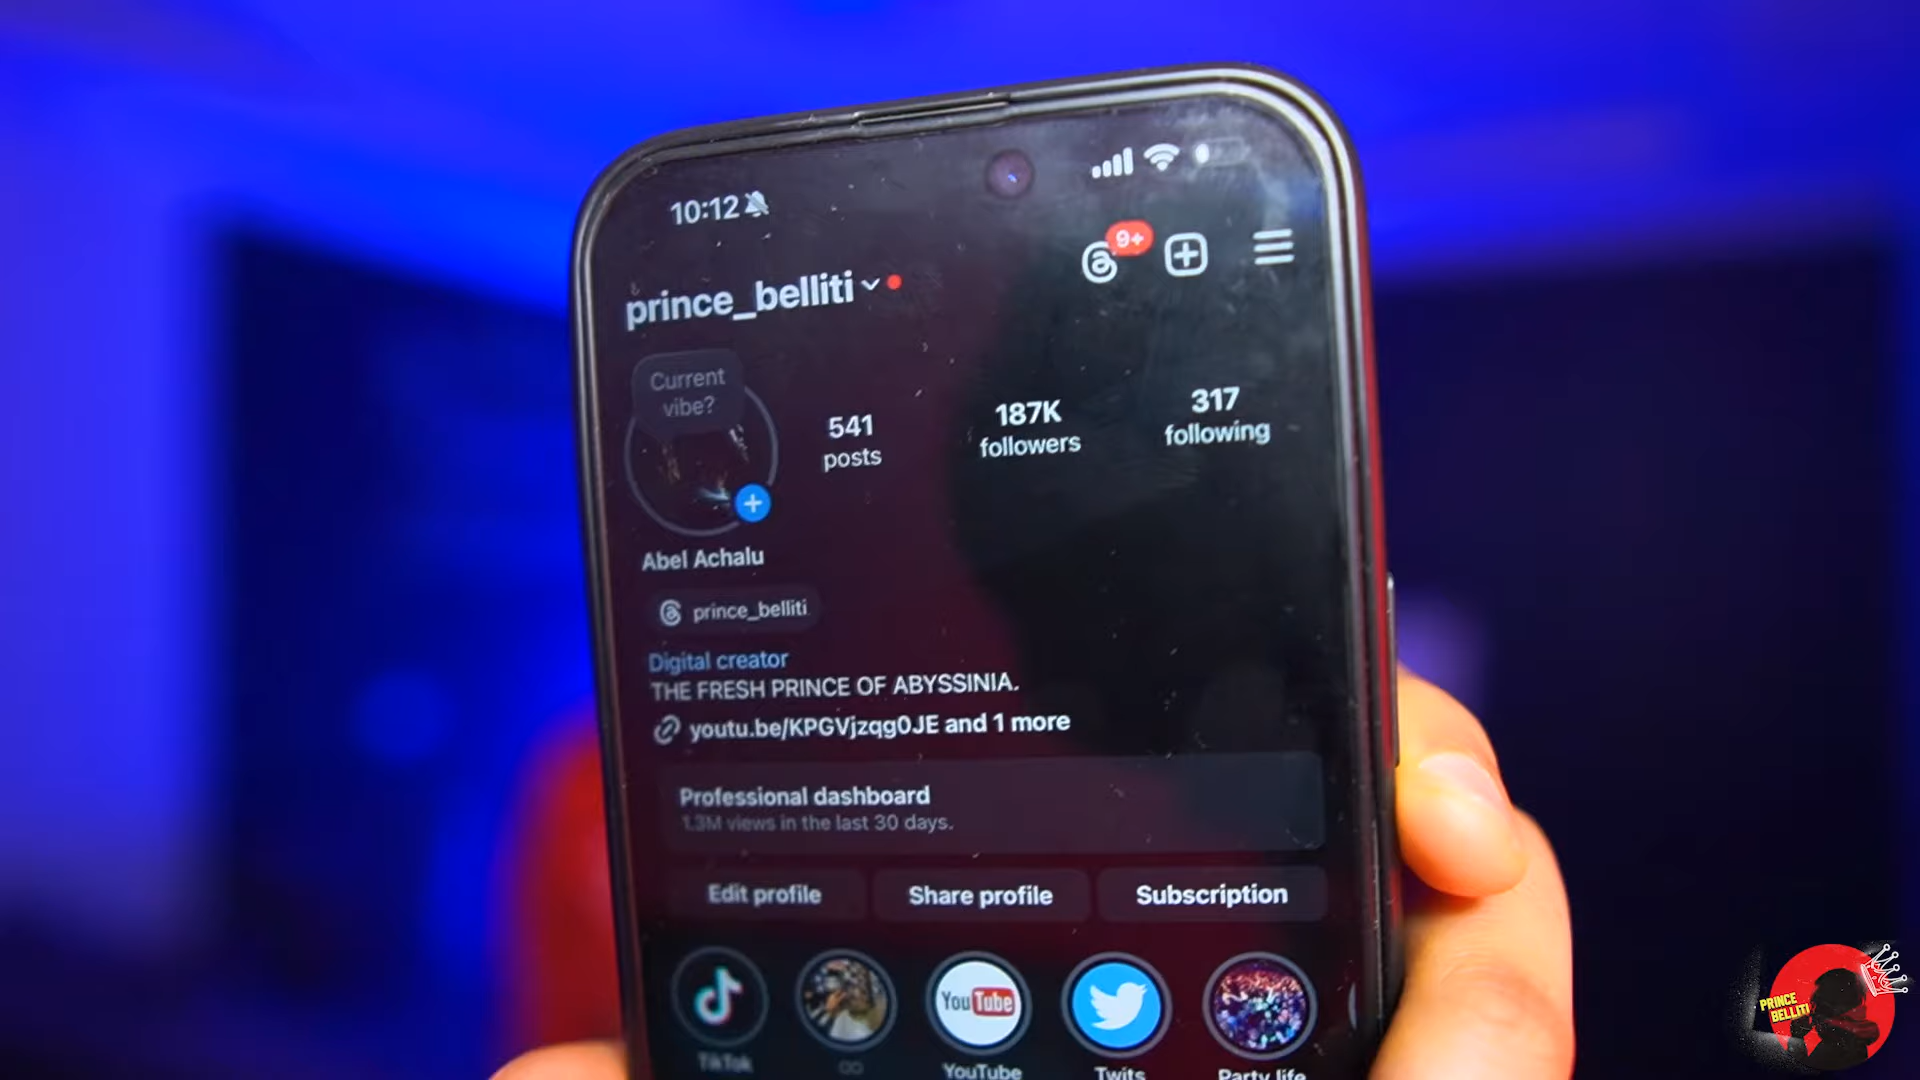 10:12
9+
prince_belliti
Current
vibe?
541
posts
187K
followers
317
following
Abel Achalu
prince_belliti
Digital creator
THE FRESH PRINCE OF ABYSSINIA.
youtu.be/KPGVjzqg0JE and 1 more
Professional dashboard
1.3M views in the last 30 days.
Edit profile
Share profile
Subscription
YouTube
TikTok
YouTube
Twits
Party life
PRINCE
BELLITI